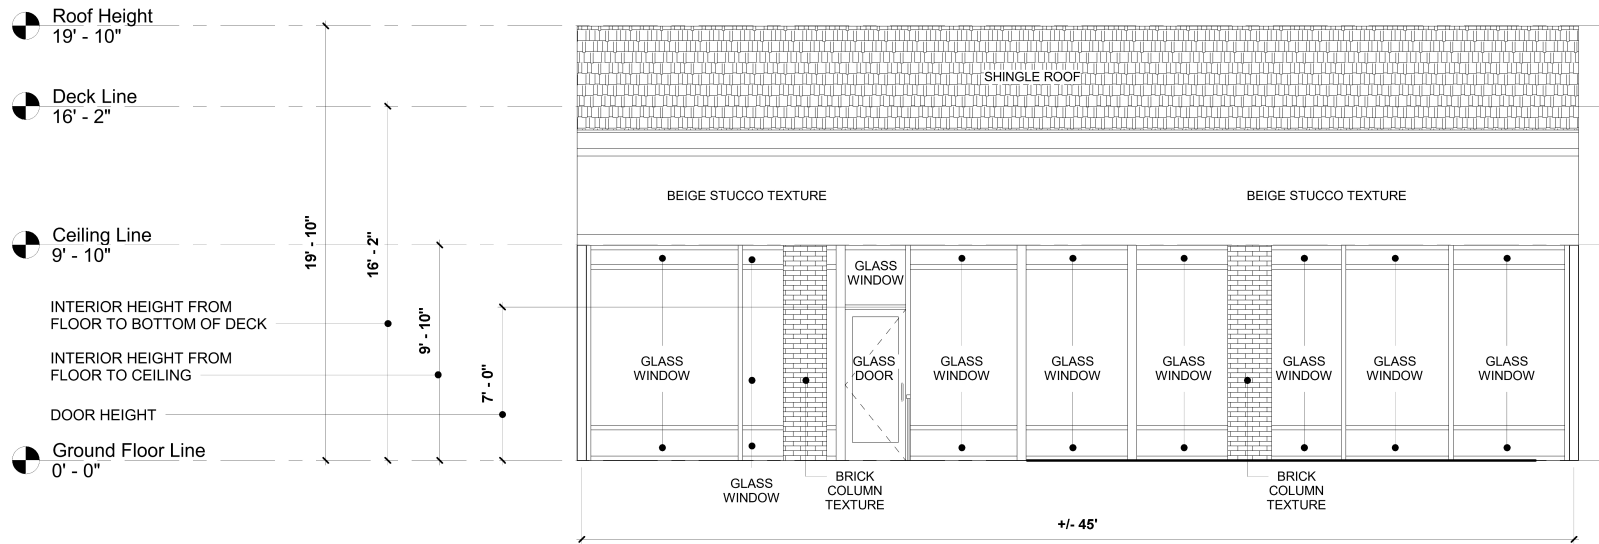 Roof Height
19' - 10"
Deck Line
16' - 2"
SHINGLE ROOF
BEIGE STUCCO TEXTURE
BEIGE STUCCO TEXTURE
Ceiling Line
9' - 10"
19' - 10"
16' - 2"
9' - 10"
7' - 0"
INTERIOR HEIGHT FROM
FLOOR TO BOTTOM OF DECK
INTERIOR HEIGHT FROM
FLOOR TO CEILING
DOOR HEIGHT
Ground Floor Line
0' - 0"
GLASS
WINDOW
GLASS
WINDOW
GLASS
DOOR
GLASS
WINDOW
GLASS
WINDOW
GLASS
WINDOW
GLASS
WINDOW
GLASS
WINDOW
GLASS
WINDOW
GLASS
WINDOW
BRICK
COLUMN
TEXTURE
BRICK
COLUMN
TEXTURE
+/- 45'